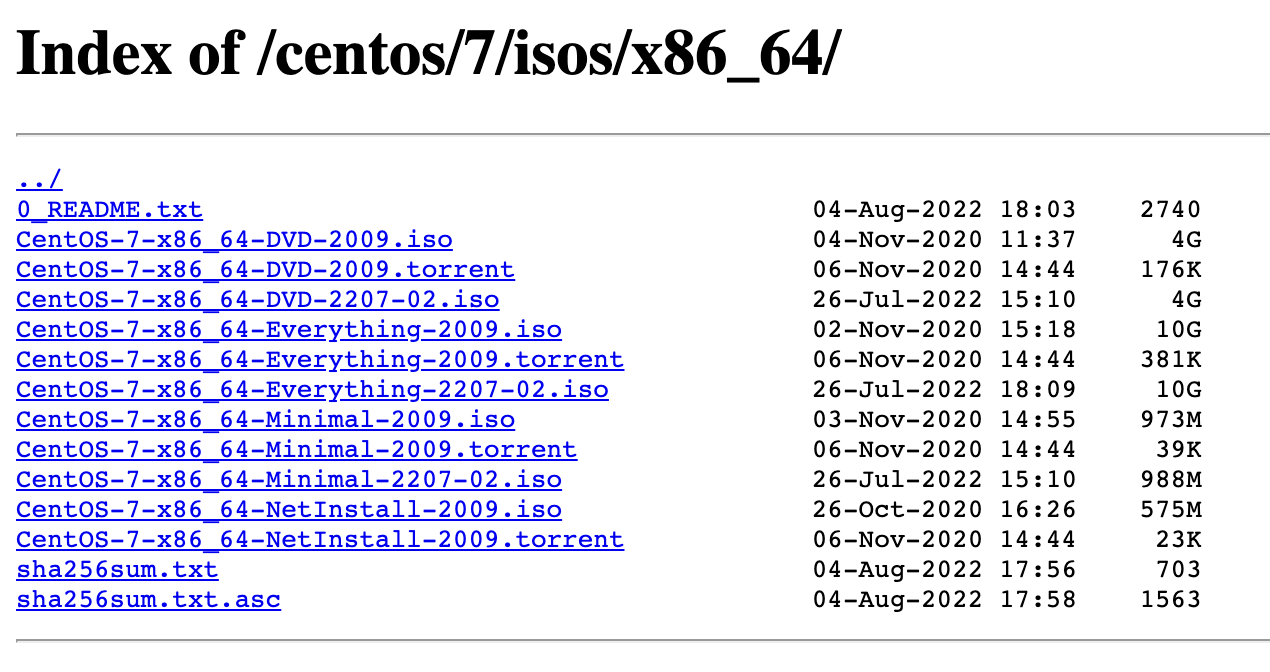 Index of /centos/7/isos/x86_64/
../
0_README.txt 04-Aug-2022 18:03 2740
CentOS-7-x86_64-DVD-2009.iso 04-Nov-2020 11:37 4G
CentOS-7-x86_64-DVD-2009.torrent 06-Nov-2020 14:44 176K
CentOS-7-x86_64-DVD-2207-02.iso 26-Jul-2022 15:10 4G
CentOS-7-x86_64-Everything-2009.iso 02-Nov-2020 15:18 10G
CentOS-7-x86_64-Everything-2009.torrent 06-Nov-2020 14:44 381K
CentOS-7-x86_64-Everything-2207-02.iso 26-Jul-2022 18:09 10G
CentOS-7-x86_64-Minimal-2009.iso 03-Nov-2020 14:55 973M
CentOS-7-x86_64-Minimal-2009.torrent 06-Nov-2020 14:44 39K
CentOS-7-x86_64-Minimal-2207-02.iso 26-Jul-2022 15:10 988M
CentOS-7-x86_64-NetInstall-2009.iso 26-Oct-2020 16:26 575M
CentOS-7-x86_64-NetInstall-2009.torrent 06-Nov-2020 14:44 23K
sha256sum.txt 04-Aug-2022 17:56 703
sha256sum.txt.asc 04-Aug-2022 17:58 1563